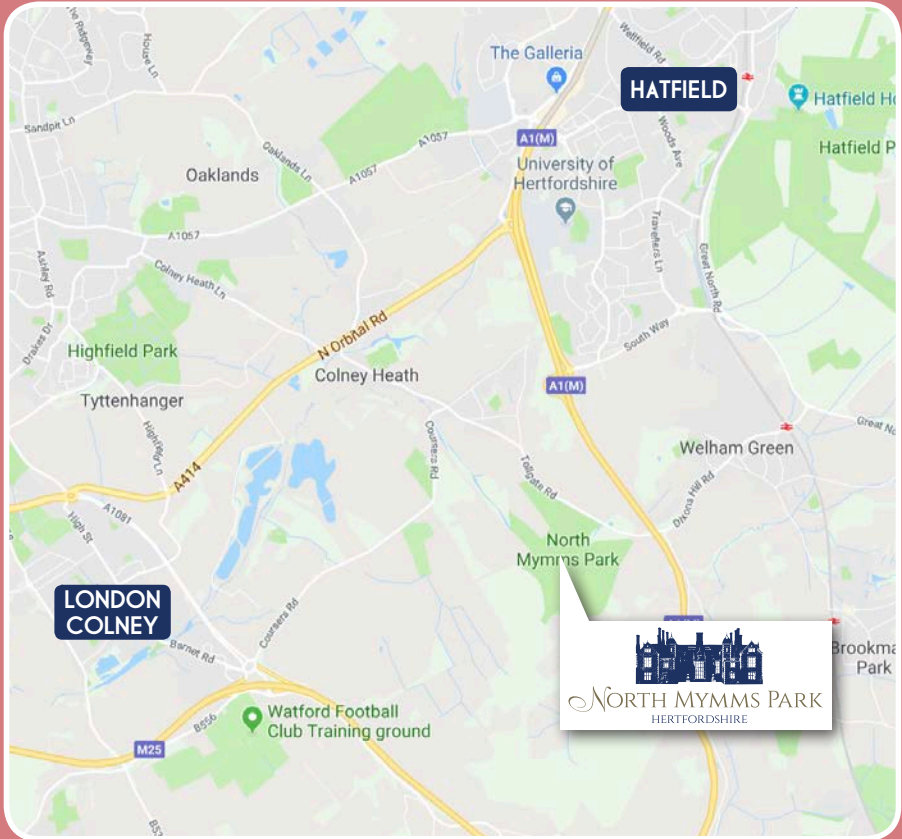 The Ridgeway
House Ln
The Galleria
Wellfield Rd
HATFIELD
Hatfield
Sandpit Ln
A1(M)
Woods Ave
Hatfield P
Oaklands Ln
A1057
A1057
University of
Hertfordshire
Oaklands
Travellers Ln
A1057
Great North Rd
Ashley Rd
Colney Heath Ln
N Orbital Rd
South Way
Drakes Dr
Highfield Park
Colney Heath
A1(M)
Tyttenhanger
Great No
Highfield Ln
Coursers Rd
Welham Green
A414
Tollgate Rd
Dixons Hill Rd
A1081
High St
North
Mymms Park
LONDON
COLNEY
Coursers Rd
Barnet Rd
Brookma
Park
NORTH MYMMS PARK
HERTFORDSHIRE
Watford Football
Club Training ground
B556
M25